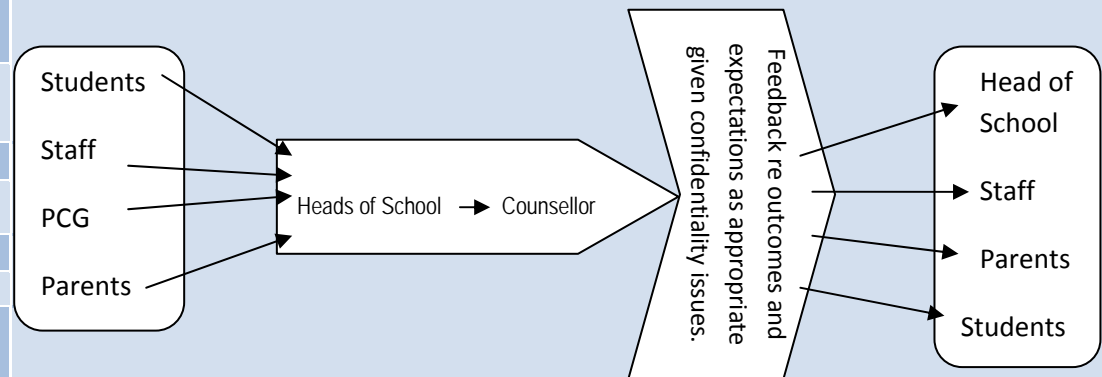 Students
Staff
PCG
Parents
Heads of School
Counsellor
Feedback re outcomes and
expectations as appropriate
given confidentiality issues.
Head of
School
Staff
Parents
Students